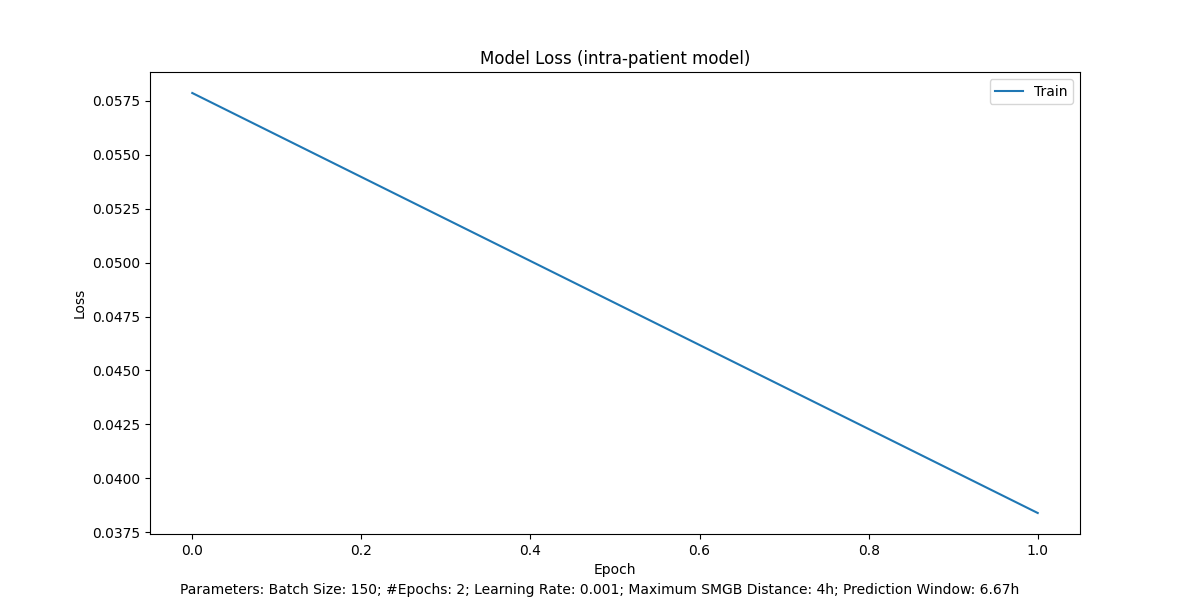 Model Loss (intra-patient model)
Train
0.0575
0.0550
0.0525
0.0500
0.0475
0.0450
0.0425
0.0400
0.0375
Loss
0.0 0.2 0.4 0.6 0.8 1.0
Epoch
Parameters: Batch Size: 150; #Epochs: 2; Learning Rate: 0.001; Maximum SMGB Distance: 4h; Prediction Window: 6.67h